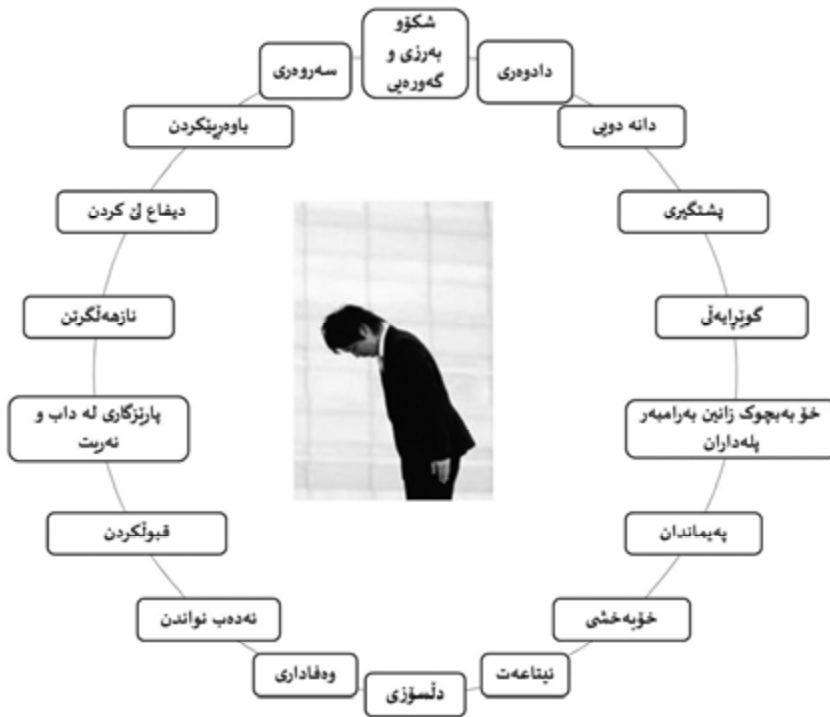 شکۆو
بەرزی و
گەورەیی
دادوەری
دانە دویی
پشتگیری
گوێڕایەڵی
خۆ بەبچوک زانین بەرامبەر
پلەداران
پەیماندان
خۆبەخشی
ئیتاعەت
دڵسۆزی
وەفاداری
ئەدەب نواندن
قبوڵکردن
پارێزگاری لە داب و
نەریت
نازهەڵگرتن
دیفاع لێ کردن
باوەڕپێکردن
سەروەری